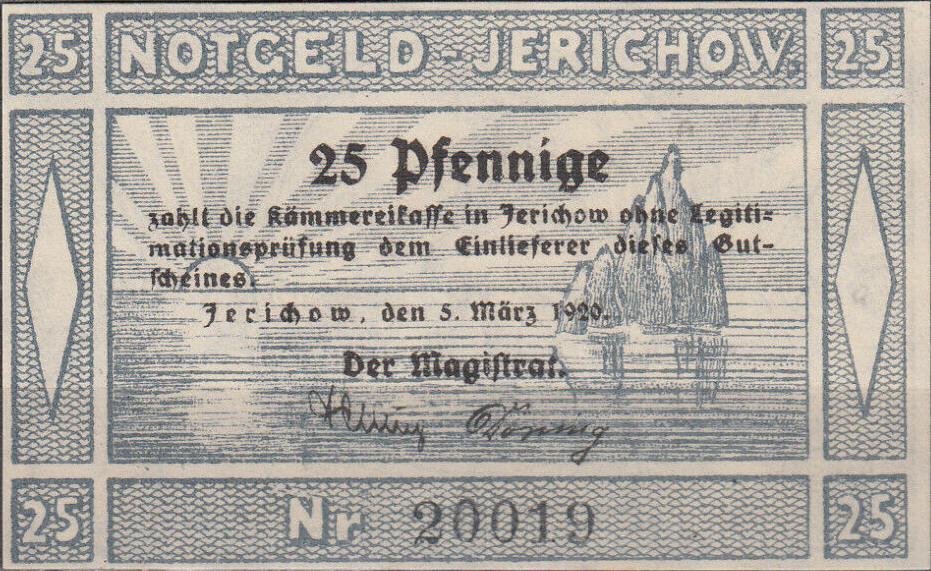 25 NOTGELD-JERICHOW. 25
25 Pfennige
zahlt die Kämmereikasse in Jerichow ohne Legiti=
mationsprüfung dem Einlieferer dieses Gut-
scheines.
Jerichow, den 5. März 1920.
Der Magistrat.
25 Nr 20019 25